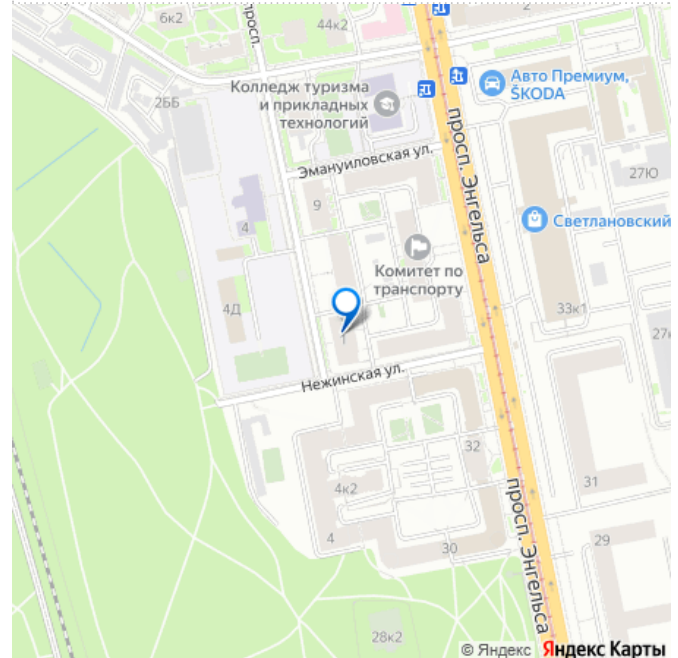 6к2
просп.
44к2
2
2ББ
Колледж туризма
и прикладных
технологий
Авто Премиум,
ŠKODA
просп. Энгельса
Эмануиловская ул.
27Ю
9
4
Светлановский
Комитет по
транспорту
4Д
33к1
1
Нежинская ул.
32
4к2
31
просп. Энгельса
4
30
29
28к2
© Яндекс Яндекс Карты